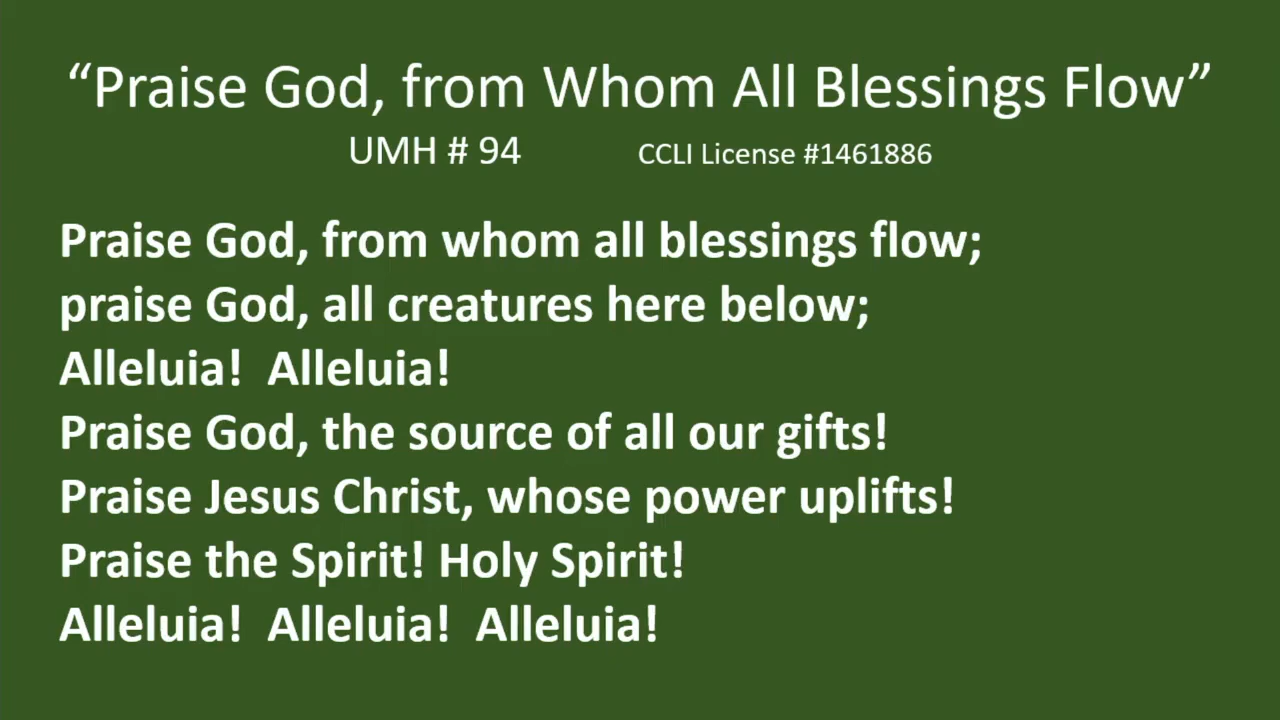 “Praise God, from Whom All Blessings Flow”
UMH # 94 CCLI License #1461886
Praise God, from whom all blessings flow;
praise God, all creatures here below;
Alleluia! Alleluia!
Praise God, the source of all our gifts!
Praise Jesus Christ, whose power uplifts!
Praise the Spirit! Holy Spirit!
Alleluia! Alleluia! Alleluia!